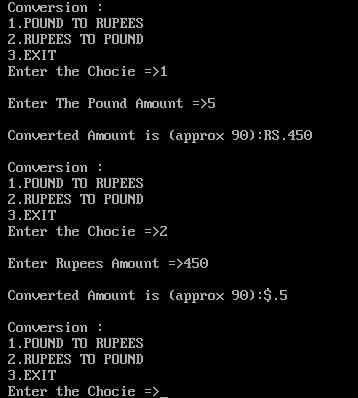 Conversion :
1.POUND TO RUPEES
2.RUPEES TO POUND
3.EXIT
Enter the Chocie =>1
Enter The Pound Amount =>5
Converted Amount is (approx 90):RS.450
Conversion :
1.POUND TO RUPEES
2.RUPEES TO POUND
3.EXIT
Enter the Chocie =>2
Enter Rupees Amount =>450
Converted Amount is (approx 90):$.5
Conversion :
1.POUND TO RUPEES
2.RUPEES TO POUND
3.EXIT
Enter the Chocie =>_